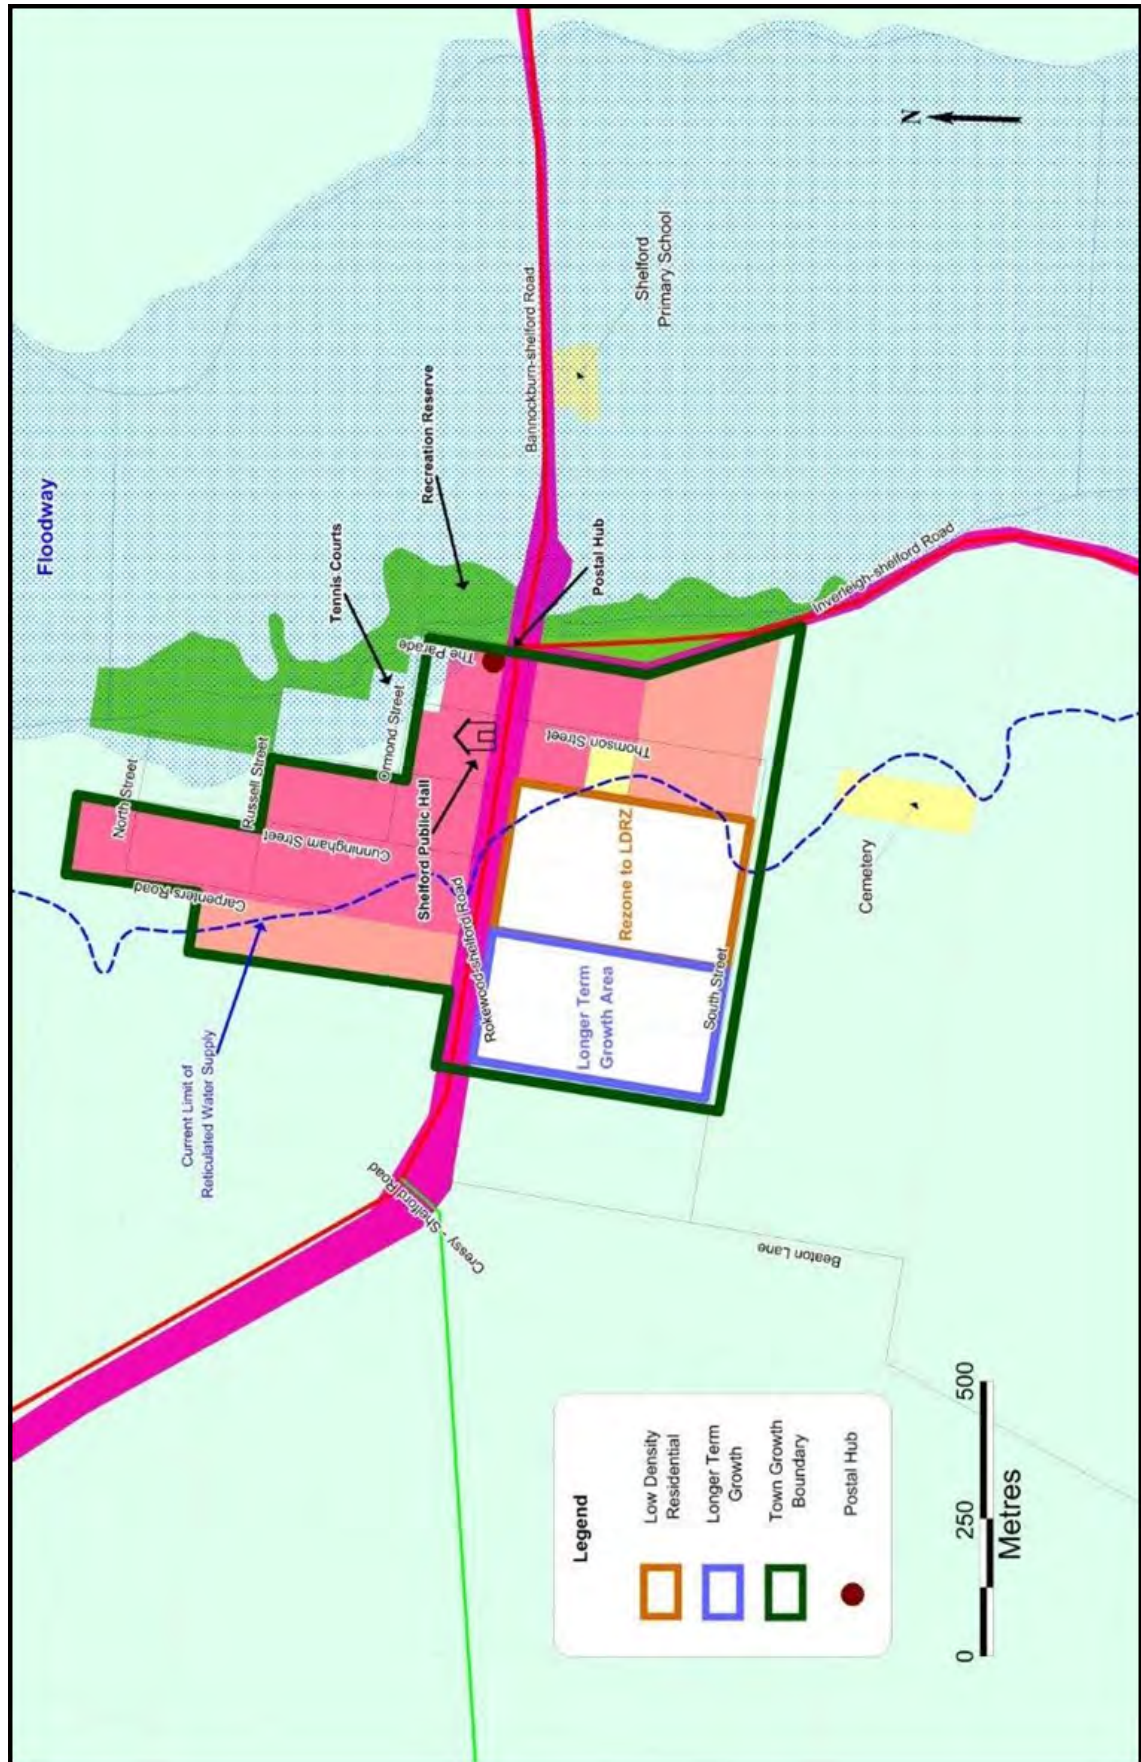 Floodway
N
Shelford
Primary School
Bannockburn-shelford Road
Recreation Reserve
Tennis Courts
Postal Hub
Inverleigh-shelford Road
The Parade
Ormond Street
Russell Street
North Street
Cunningham Street
Carpenters Road
Thomson Street
Shelford Public Hall
Rokewood-shelford Road
Rezone to LDRZ
Longer Term
Growth Area
South Street
Cemetery
Current Limit of
Reticulated Water Supply
Cressy - Shelford Road
Beaton Lane
Legend
Low Density
Residential
Longer Term
Growth
Town Growth
Boundary
Postal Hub
0 250 500
Metres